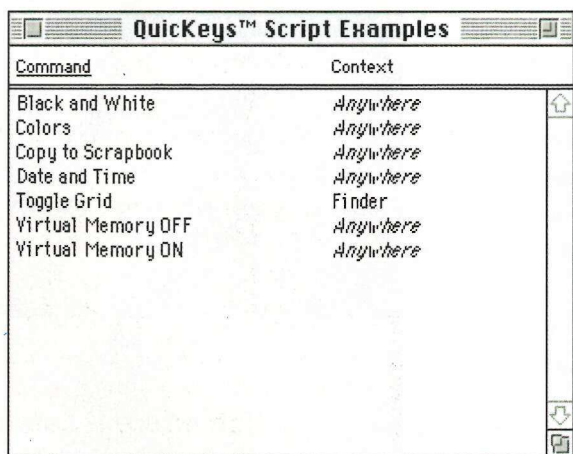 QuicKeys™ Script Examples
Command Context
Black and White Anywhere
Colors Anywhere
Copy to Scrapbook Anywhere
Date and Time Anywhere
Toggle Grid Finder
Virtual Memory OFF Anywhere
Virtual Memory ON Anywhere